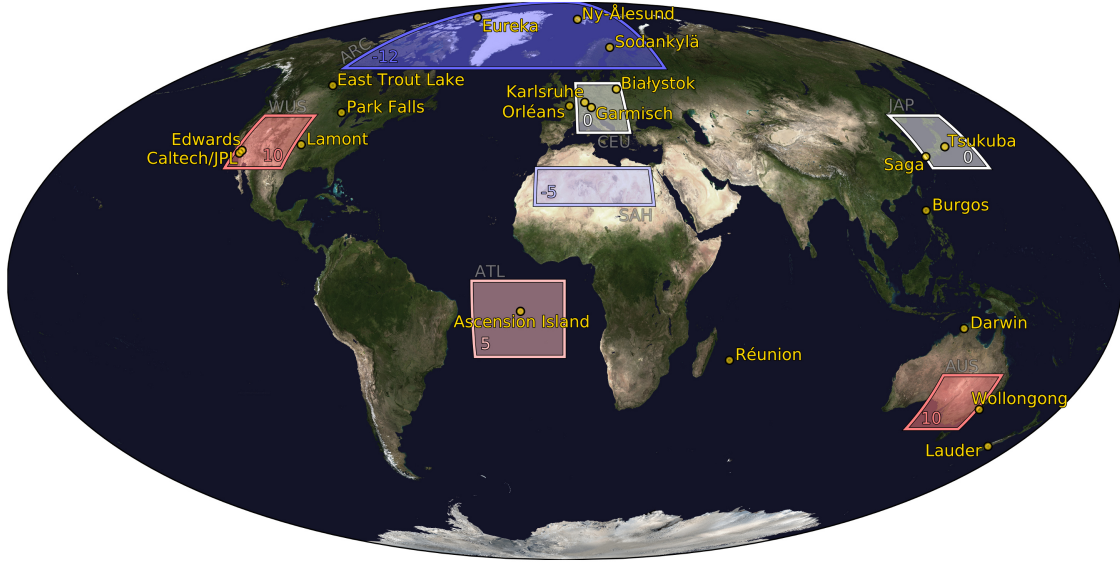 Ny-Ålesund
Eureka
Sodankylä
ARC
-12
East Trout Lake
Białystok
Karlsruhe
WUS
Park Falls
Orléans
Garmisch
JAP
0
Edwards
Lamont
CEU
Tsukuba
Caltech/JPL
10
Saga
0
-5
SAH
Burgos
ATL
Ascension Island
Darwin
5
Réunion
AUS
Wollongong
10
Lauder